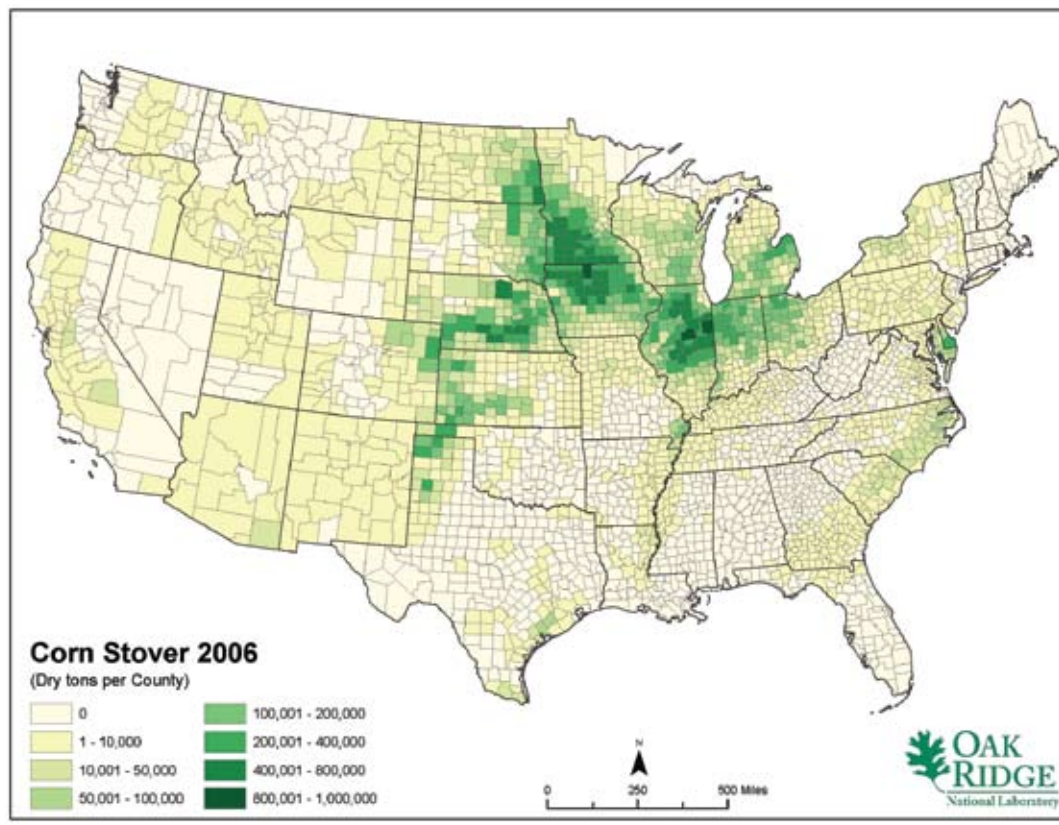 Corn Stover 2006
(Dry tons per County)
0
1 - 10,000
10,001 - 50,000
50,001 - 100,000
100,001 - 200,000
200,001 - 400,000
400,001 - 800,000
800,001 - 1,000,000
N
0 250 500 Miles
OAK
RIDGE
National Laboratory